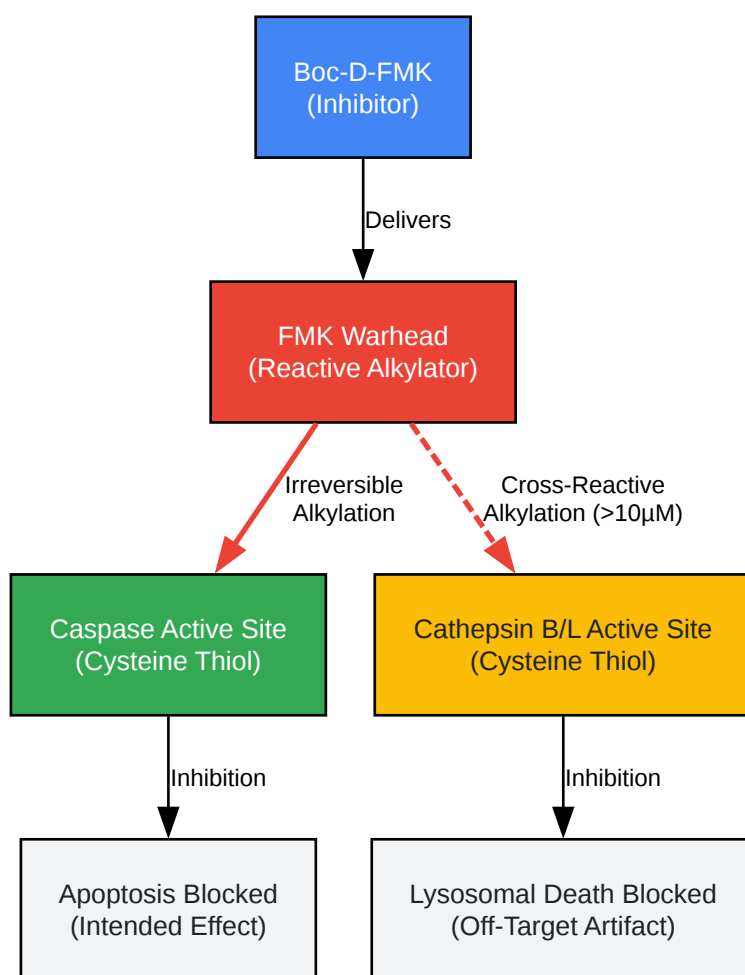 Boc-D-FMK
(Inhibitor)
Delivers
FMK Warhead
(Reactive Alkylator)
Irreversible
Alkylation
Cross-Reactive
Alkylation (>10µM)
Caspase Active Site
(Cysteine Thiol)
Cathepsin B/L Active Site
(Cysteine Thiol)
Inhibition
Inhibition
Apoptosis Blocked
(Intended Effect)
Lysosomal Death Blocked
(Off-Target Artifact)